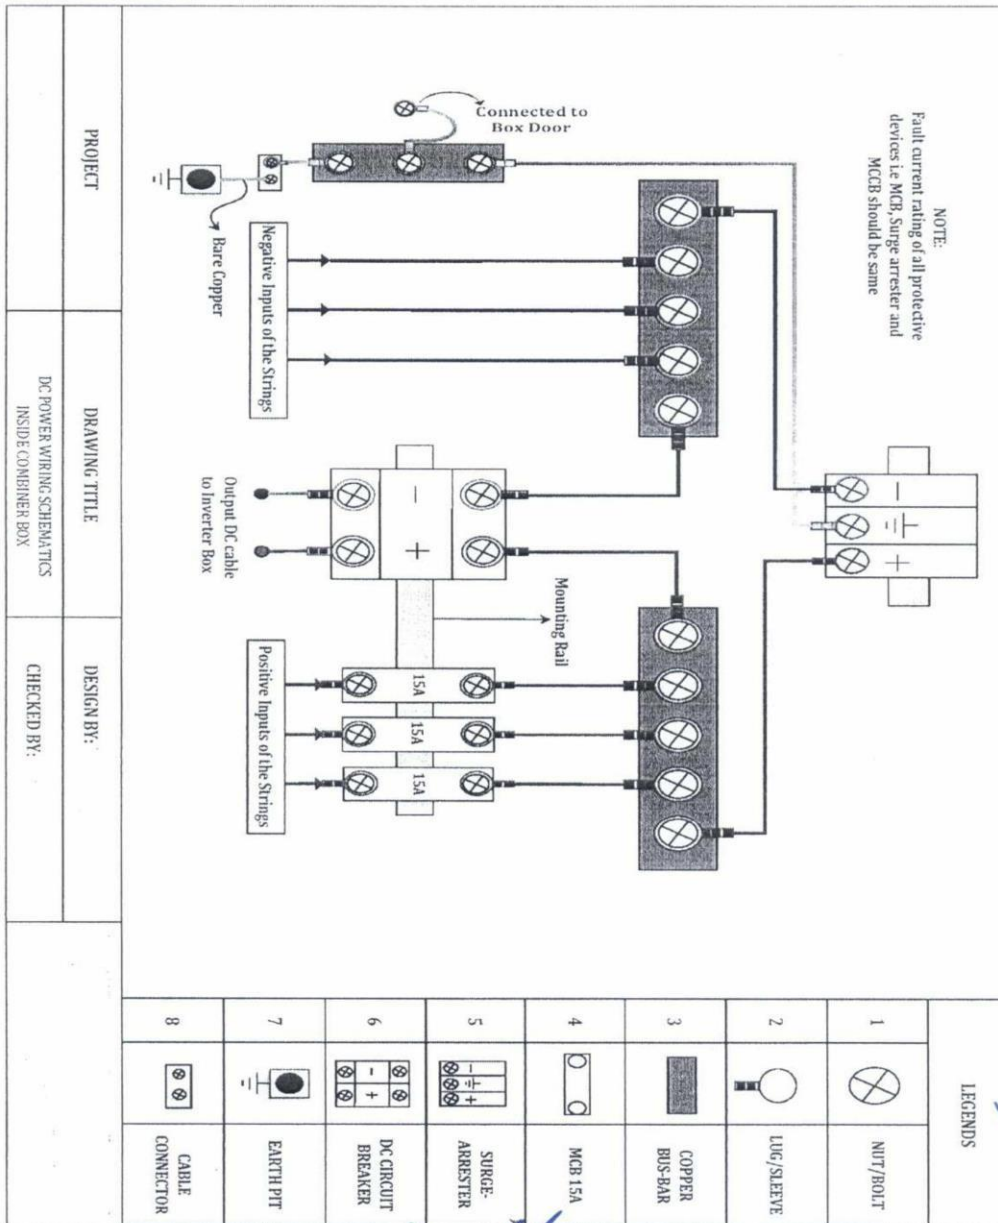 NOTE:
Fault current rating of all protective
devices i.e MCB, Surge arrester and
MCCB should be same
Connected to
Box Door
Bare Copper
Negative Inputs of the Strings
−
+
−
+
Output DC cable
to Inverter Box
Mounting Rail
15A
15A
15A
Positive Inputs of the Strings
LEGENDS
1
NUT/BOLT
2
LUG/SLEEVE
3
COPPER
BUS-BAR
4
MCB 15A
5
− +
SURGE-
ARRESTER
6
− +
DC CIRCUIT
BREAKER
7
EARTH PIT
8
CABLE
CONNECTOR
PROJECT
DRAWING TITLE
DC POWER WIRING SCHEMATICS
INSIDE COMBINER BOX
DESIGN BY:
CHECKED BY: